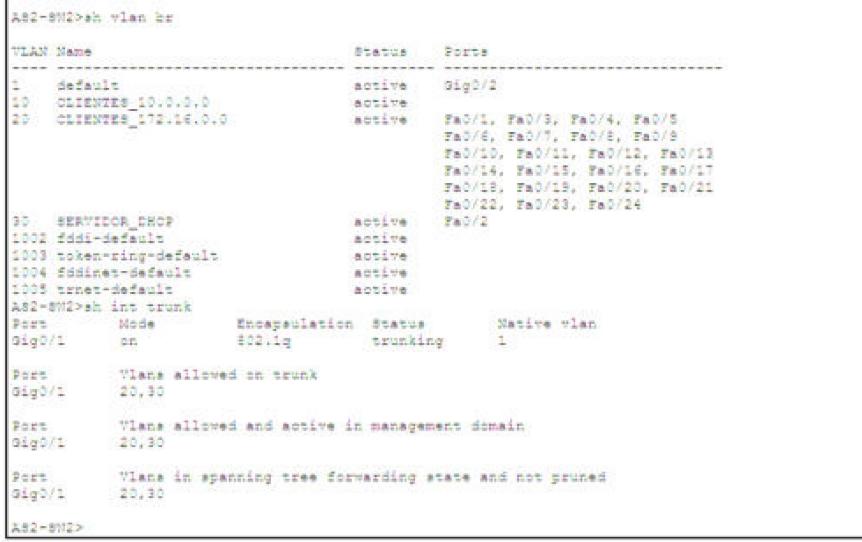 AS2-SW2>sh vlan br
VLAN Name Status Ports
---- -------------------------------- --------- -------------------------------
1 default active Gig0/2
10 CLIENTES_10.0.0.0 active
20 CLIENTES_172.16.0.0 active Fa0/1, Fa0/3, Fa0/4, Fa0/5
Fa0/6, Fa0/7, Fa0/8, Fa0/9
Fa0/10, Fa0/11, Fa0/12, Fa0/13
Fa0/14, Fa0/15, Fa0/16, Fa0/17
Fa0/18, Fa0/19, Fa0/20, Fa0/21
Fa0/22, Fa0/23, Fa0/24
30 SERVIDOR_DHCP active Fa0/2
1002 fddi-default active
1003 token-ring-default active
1004 fddinet-default active
1005 trnet-default active
AS2-SW2>sh int trunk
Port Mode Encapsulation Status Native vlan
Gig0/1 on 802.1q trunking 1
Port Vlans allowed on trunk
Gig0/1 20,30
Port Vlans allowed and active in management domain
Gig0/1 20,30
Port Vlans in spanning tree forwarding state and not pruned
Gig0/1 20,30
AS2-SW2>